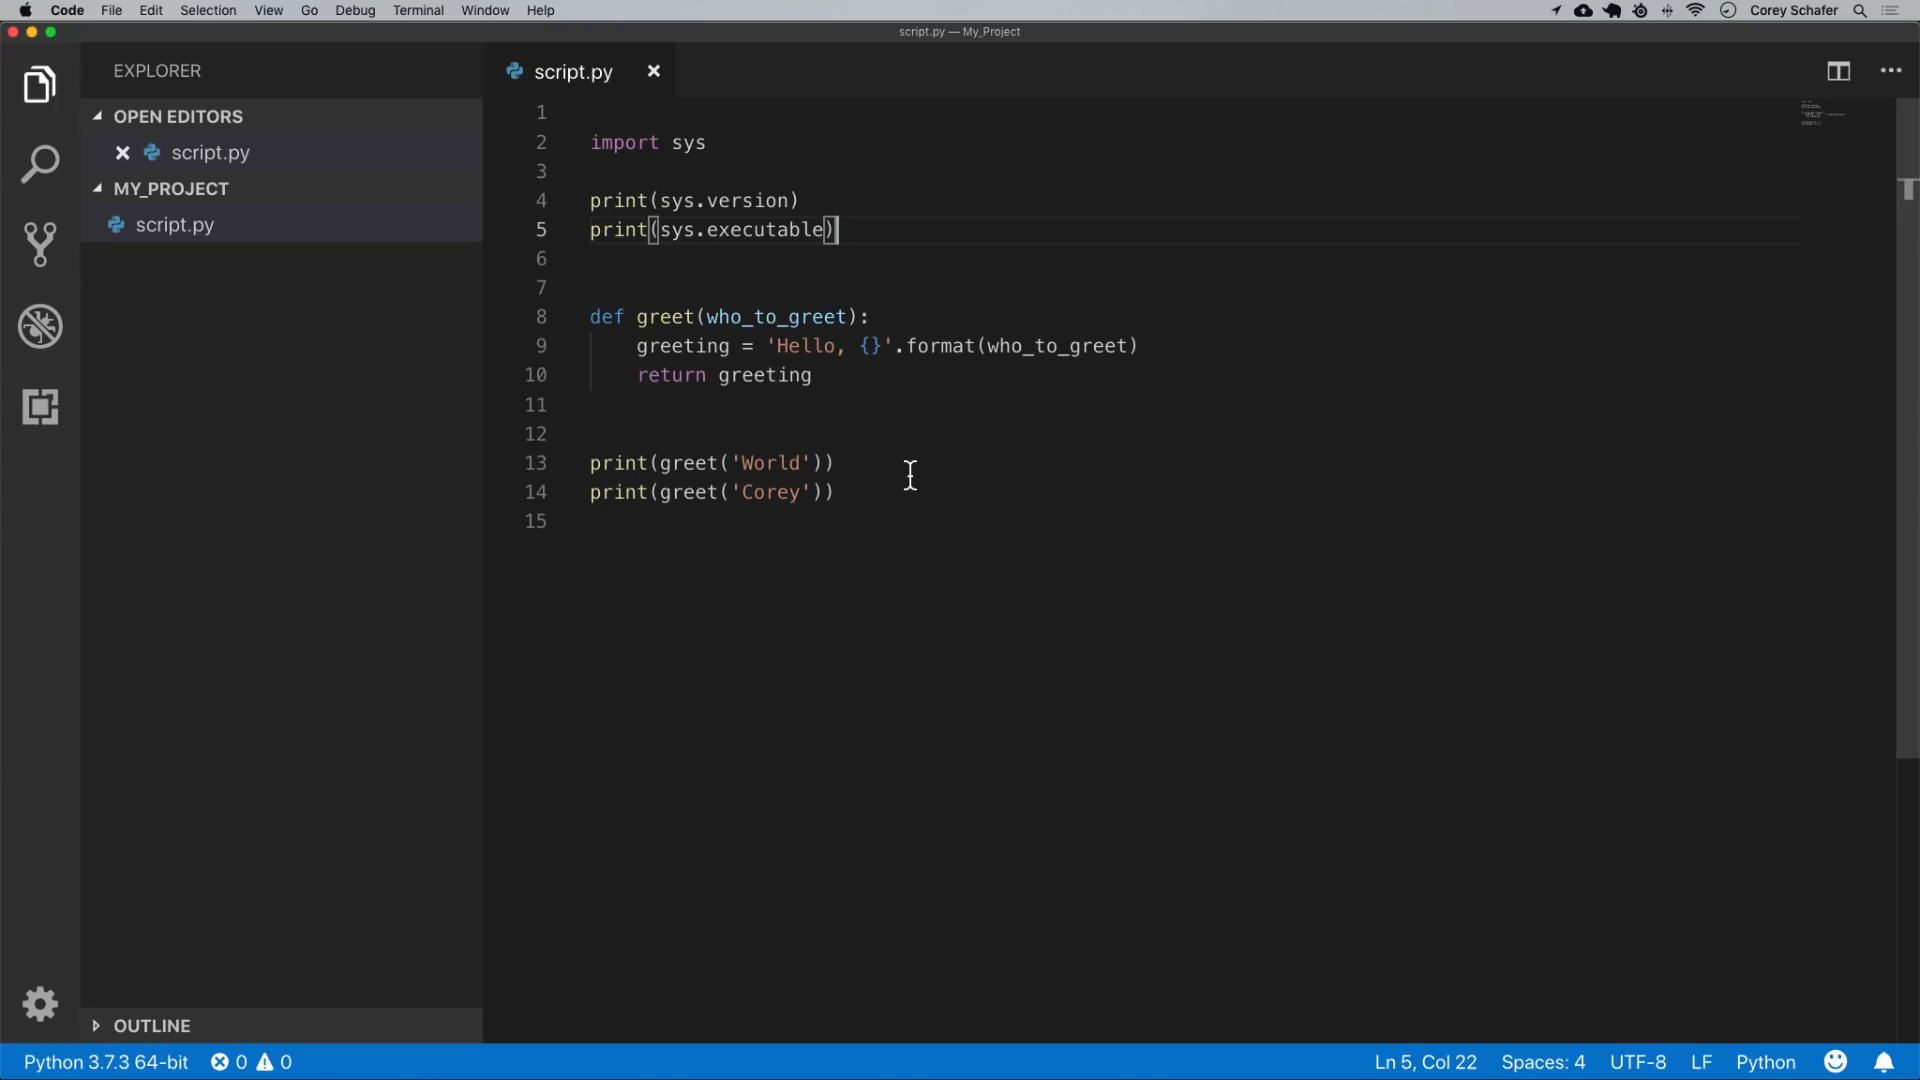 Code File Edit Selection View Go Debug Terminal Window Help Corey Schafer
script.py — My_Project
EXPLORER
OPEN EDITORS
script.py
MY_PROJECT
script.py
OUTLINE
script.py
1
2 import sys
3
4 print(sys.version)
5 print(sys.executable)
6
7
8 def greet(who_to_greet):
9 greeting = 'Hello, {}'.format(who_to_greet)
10 return greeting
11
12
13 print(greet('World'))
14 print(greet('Corey'))
15
Python 3.7.3 64-bit 0 0 Ln 5, Col 22 Spaces: 4 UTF-8 LF Python